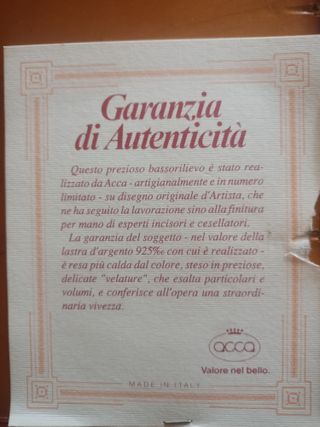 Garanzia
di Autenticità
Questo prezioso bassorilievo è stato rea-
lizzato da Acca - artigianalmente e in numero
limitato - su disegno originale d'Artista, che
ne ha seguito la lavorazione sino alla finitura
per mano di esperti incisori e cesellatori.
La garanzia del soggetto - nel valore della
lastra d'argento 925‰ con cui è realizzato -
è resa più calda dal colore, steso in preziose,
delicate "velature", che esalta particolari e
volumi, e conferisce all'opera una straordi-
naria vivezza.
acca
Valore nel bello.
MADE IN ITALY